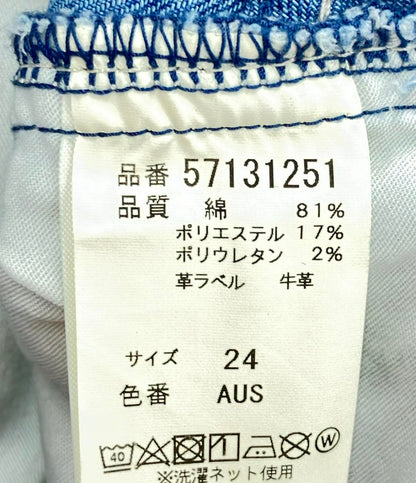 品番 57131251
品質 綿 81%
ポリエステル 17%
ポリウレタン 2%
革ラベル 牛革
サイズ 24
色番 AUS
40 W
※洗濯ネット使用